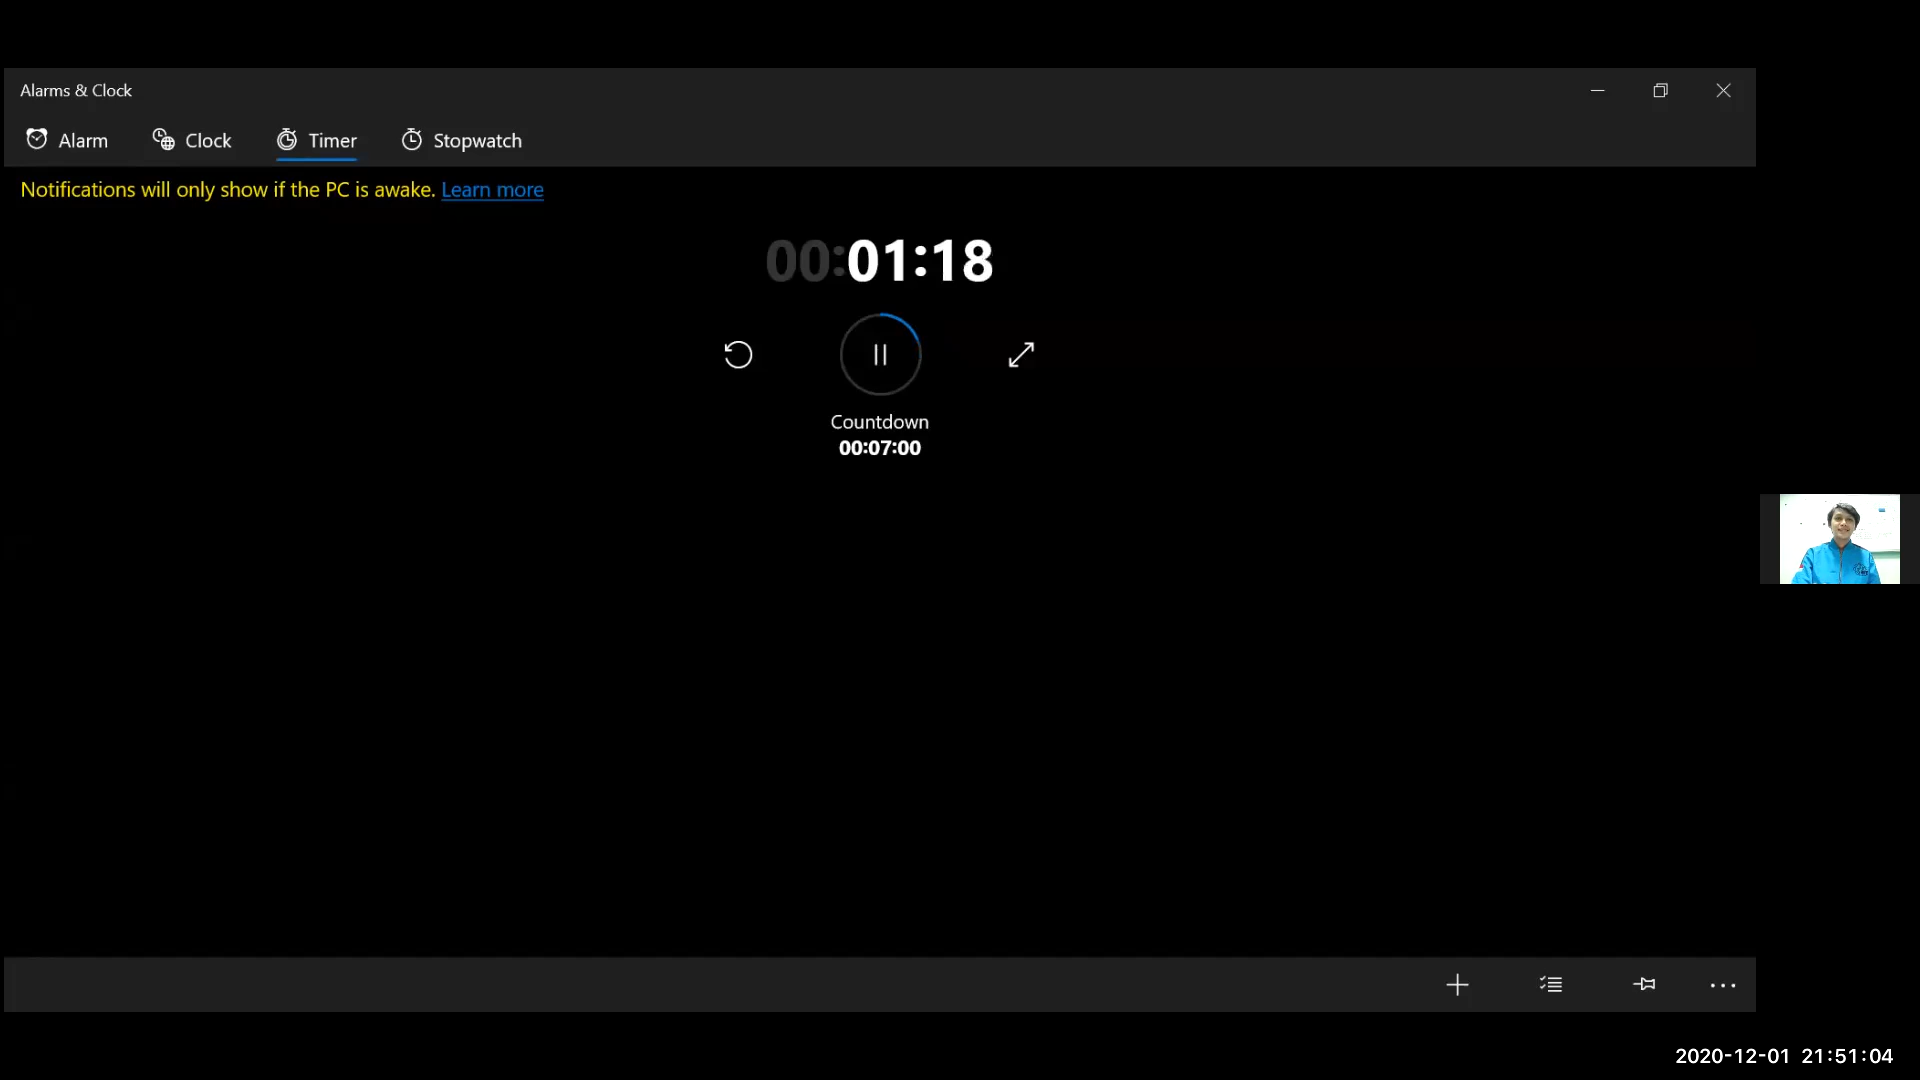 Alarms & Clock
Alarm Clock Timer Stopwatch
Notifications will only show if the PC is awake. Learn more
00:01:18
Countdown
00:07:00
2020-12-01 21:51:04